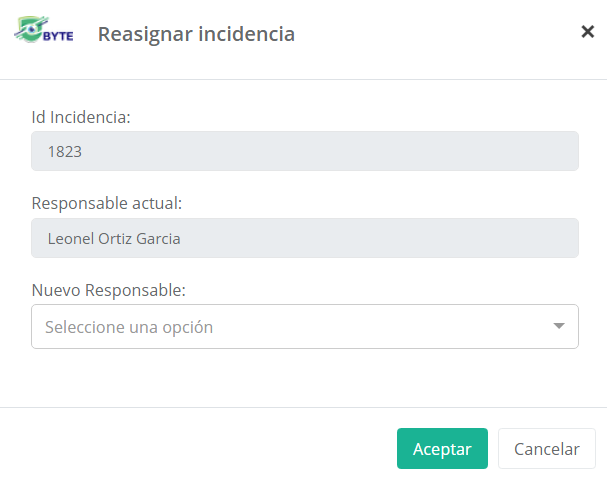 BYTE
Reasignar incidencia
×
Id Incidencia:
1823
Responsable actual:
Leonel Ortiz Garcia
Nuevo Responsable:
Seleccione una opción
Aceptar
Cancelar